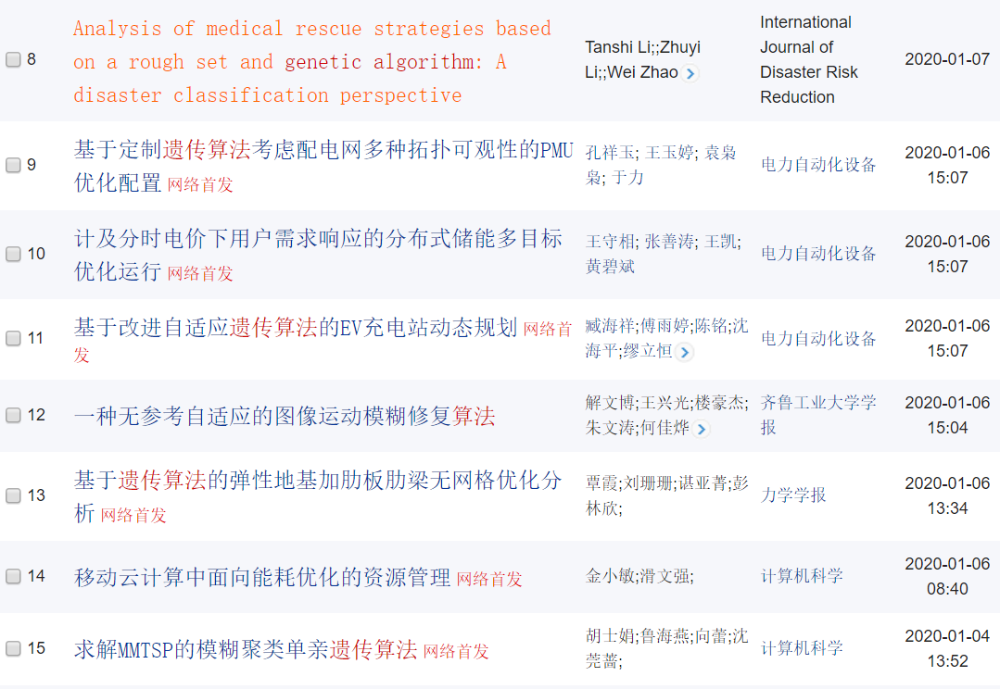 8
Analysis of medical rescue strategies based
on a rough set and genetic algorithm: A
disaster classification perspective
Tanshi Li;;Zhuyi
Li;;Wei Zhao
International
Journal of
Disaster Risk
Reduction
2020-01-07
9
基于定制遗传算法考虑配电网多种拓扑可观性的PMU
优化配置 网络首发
孔祥玉; 王玉婷; 袁枭
枭; 于力
电力自动化设备
2020-01-06
15:07
10
计及分时电价下用户需求响应的分布式储能多目标
优化运行 网络首发
王守相; 张善涛; 王凯;
黄碧斌
电力自动化设备
2020-01-06
15:07
11
基于改进自适应遗传算法的EV充电站动态规划 网络首
发
臧海祥;傅雨婷;陈铭;沈
海平;缪立恒
电力自动化设备
2020-01-06
15:07
12
一种无参考自适应的图像运动模糊修复算法
解文博;王兴光;楼豪杰;
朱文涛;何佳烨
齐鲁工业大学学
报
2020-01-06
15:04
13
基于遗传算法的弹性地基加肋板肋梁无网格优化分
析 网络首发
覃霞;刘珊珊;谌亚菁;彭
林欣;
力学学报
2020-01-06
13:34
14
移动云计算中面向能耗优化的资源管理 网络首发
金小敏;滑文强;
计算机科学
2020-01-06
08:40
15
求解MMTSP的模糊聚类单亲遗传算法 网络首发
胡士娟;鲁海燕;向蕾;沈
莞蔷;
计算机科学
2020-01-04
13:52